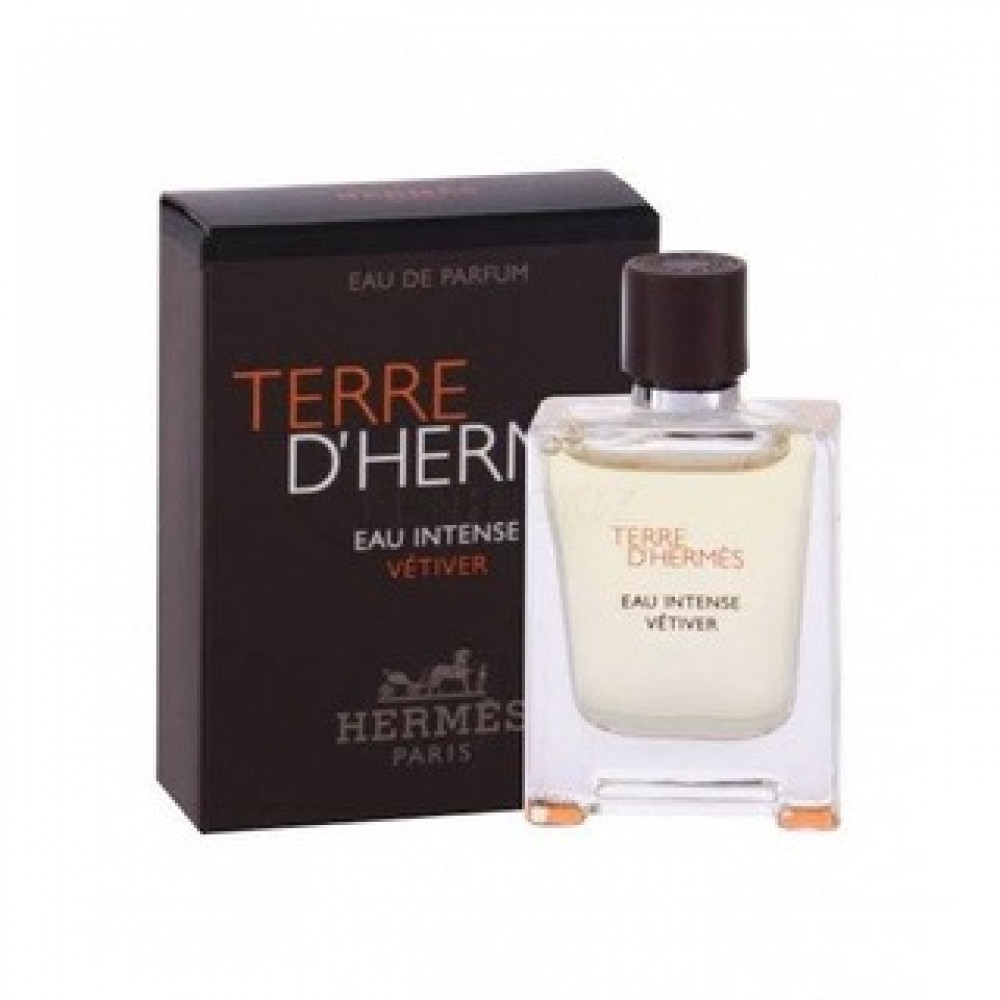 EAU DE PARFUM
TERRE
D'HERM
EAU INTENSE
VÉTIVER
HERMÈS
PARIS
TERRE
D'HERMÈS
EAU INTENSE
VÉTIVER